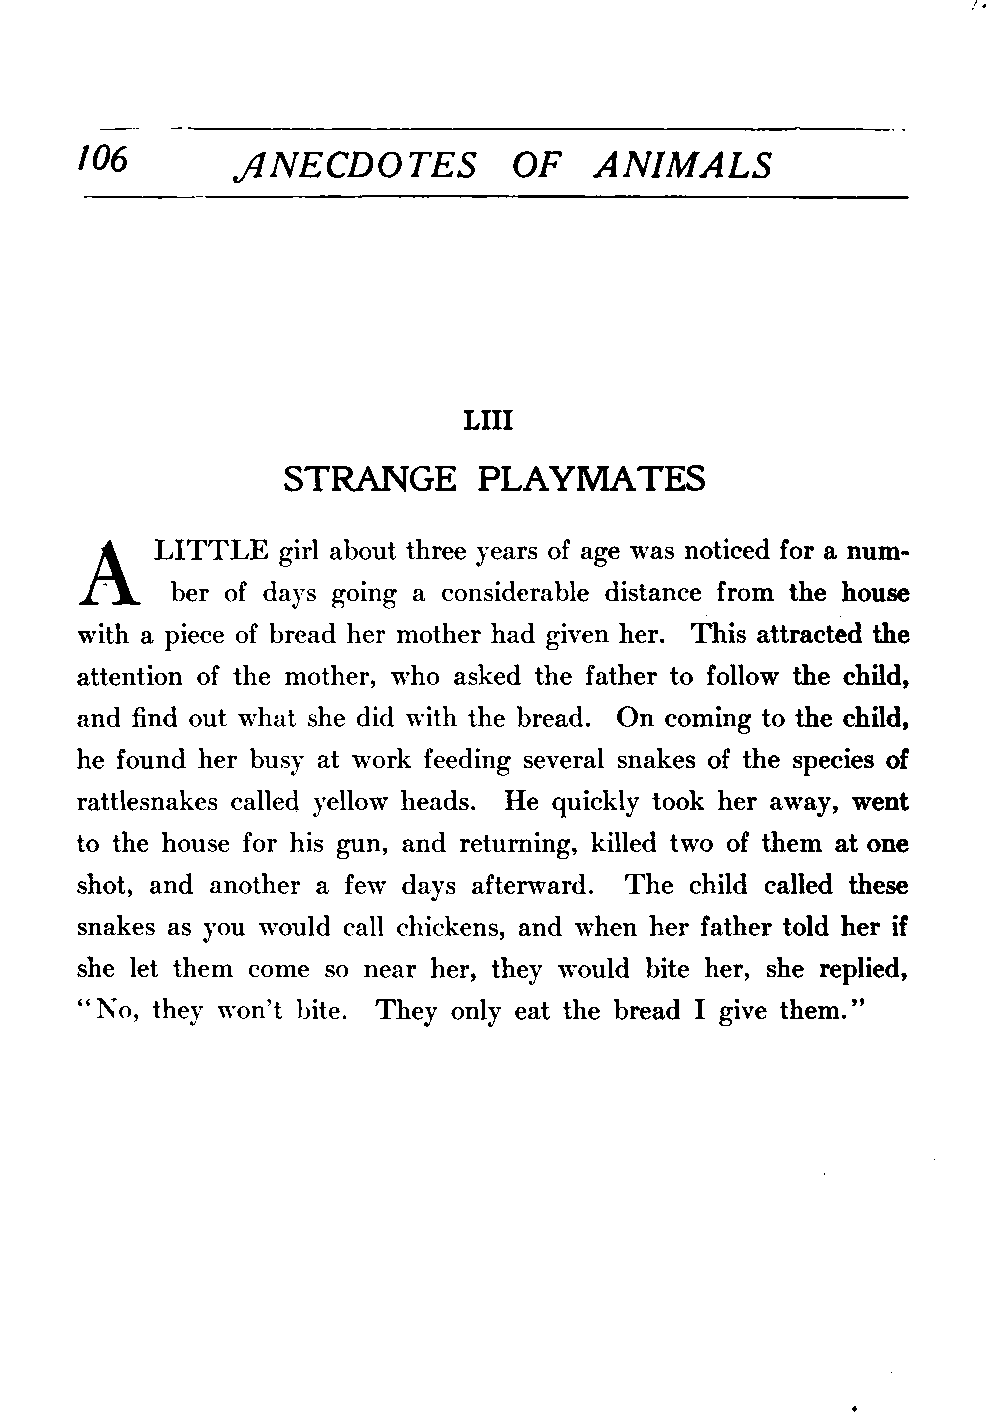 106 ANECDOTES OF ANIMALS
LIII
STRANGE PLAYMATES
A LITTLE girl about three years of age was noticed for a num-
ber of days going a considerable distance from the house
with a piece of bread her mother had given her. This attracted the
attention of the mother, who asked the father to follow the child,
and find out what she did with the bread. On coming to the child,
he found her busy at work feeding several snakes of the species of
rattlesnakes called yellow heads. He quickly took her away, went
to the house for his gun, and returning, killed two of them at one
shot, and another a few days afterward. The child called these
snakes as you would call chickens, and when her father told her if
she let them come so near her, they would bite her, she replied,
"No, they won't bite. They only eat the bread I give them."